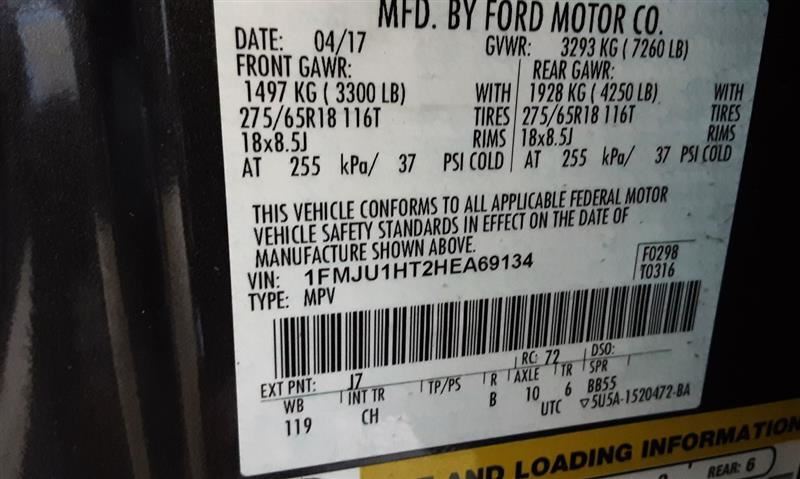 MFD. BY FORD MOTOR CO.
DATE: 04/17 GVWR: 3293 KG ( 7260 LB)
FRONT GAWR: REAR GAWR:
1497 KG ( 3300 LB) WITH 1928 KG ( 4250 LB) WITH
275/65R18 116T TIRES 275/65R18 116T TIRES
18x8.5J RIMS 18x8.5J RIMS
AT 255 kPa/ 37 PSI COLD AT 255 kPa/ 37 PSI COLD
THIS VEHICLE CONFORMS TO ALL APPLICABLE FEDERAL MOTOR
VEHICLE SAFETY STANDARDS IN EFFECT ON THE DATE OF
MANUFACTURE SHOWN ABOVE.
VIN: 1FMJU1HT2HEA69134 F0298
TYPE: MPV T0316
EXT PNT: J7 RC: 72 DSO:
WB INT TR TP/PS R AXLE TR SPR
119 CH B 10 6 BB55
UTC ▽5U5A-1520472-BA
AND LOADING INFORMATION
REAR: 6